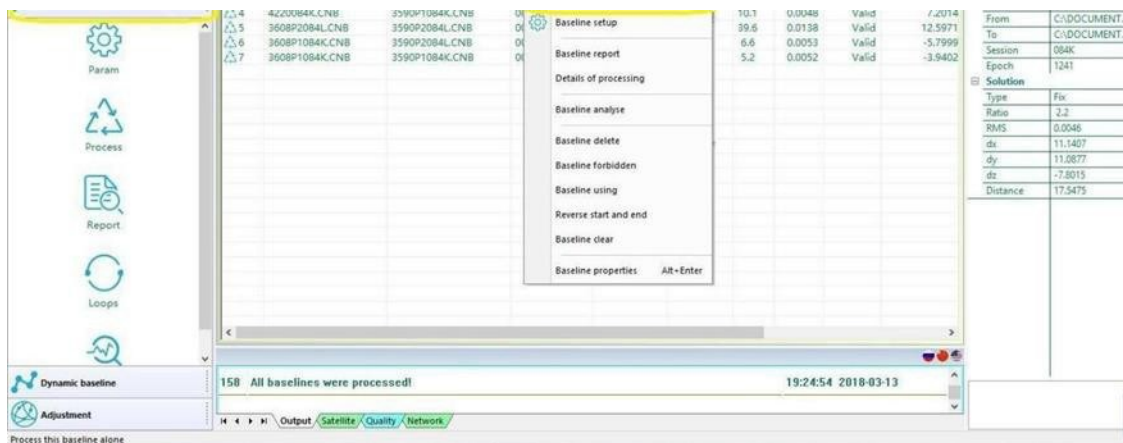 4 4220084K.CNB 3590P1084K.CNB 10.1 0.0048 Valid 7.2014
5 3608P2084L.CNB 3590P2084L.CNB 39.6 0.0138 Valid 12.5971
6 3608P1084K.CNB 3590P2084K.CNB 6.6 0.0053 Valid -5.7999
7 3608P1084K.CNB 3590P1084K.CNB 5.2 0.0052 Valid -3.9402
Param
Process
Report
Loops
Dynamic baseline
Adjustment
Baseline setup
Baseline report
Details of processing
Baseline analyse
Baseline delete
Baseline forbidden
Baseline using
Reverse start and end
Baseline clear
Baseline properties Alt+Enter
From C:\DOCUMENT.
To C:\DOCUMENT.
Session 084K
Epoch 1241
Solution
Type Fix
Ratio 2.2
RMS 0.0046
dx 11.1407
dy 11.0877
dz -7.8015
Distance 17.5475
158 All baselines were processed! 19:24:54 2018-03-13
Output Satellite Quality Network
Process this baseline alone